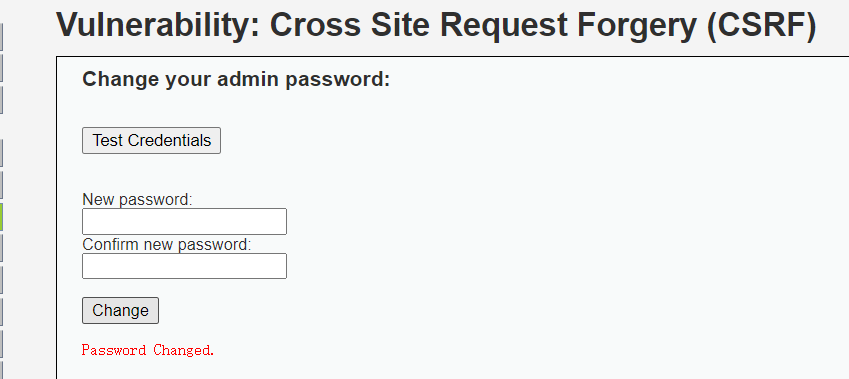 Vulnerability: Cross Site Request Forgery (CSRF)
Change your admin password:
Test Credentials
New password:
Confirm new password:
Change
Password Changed.